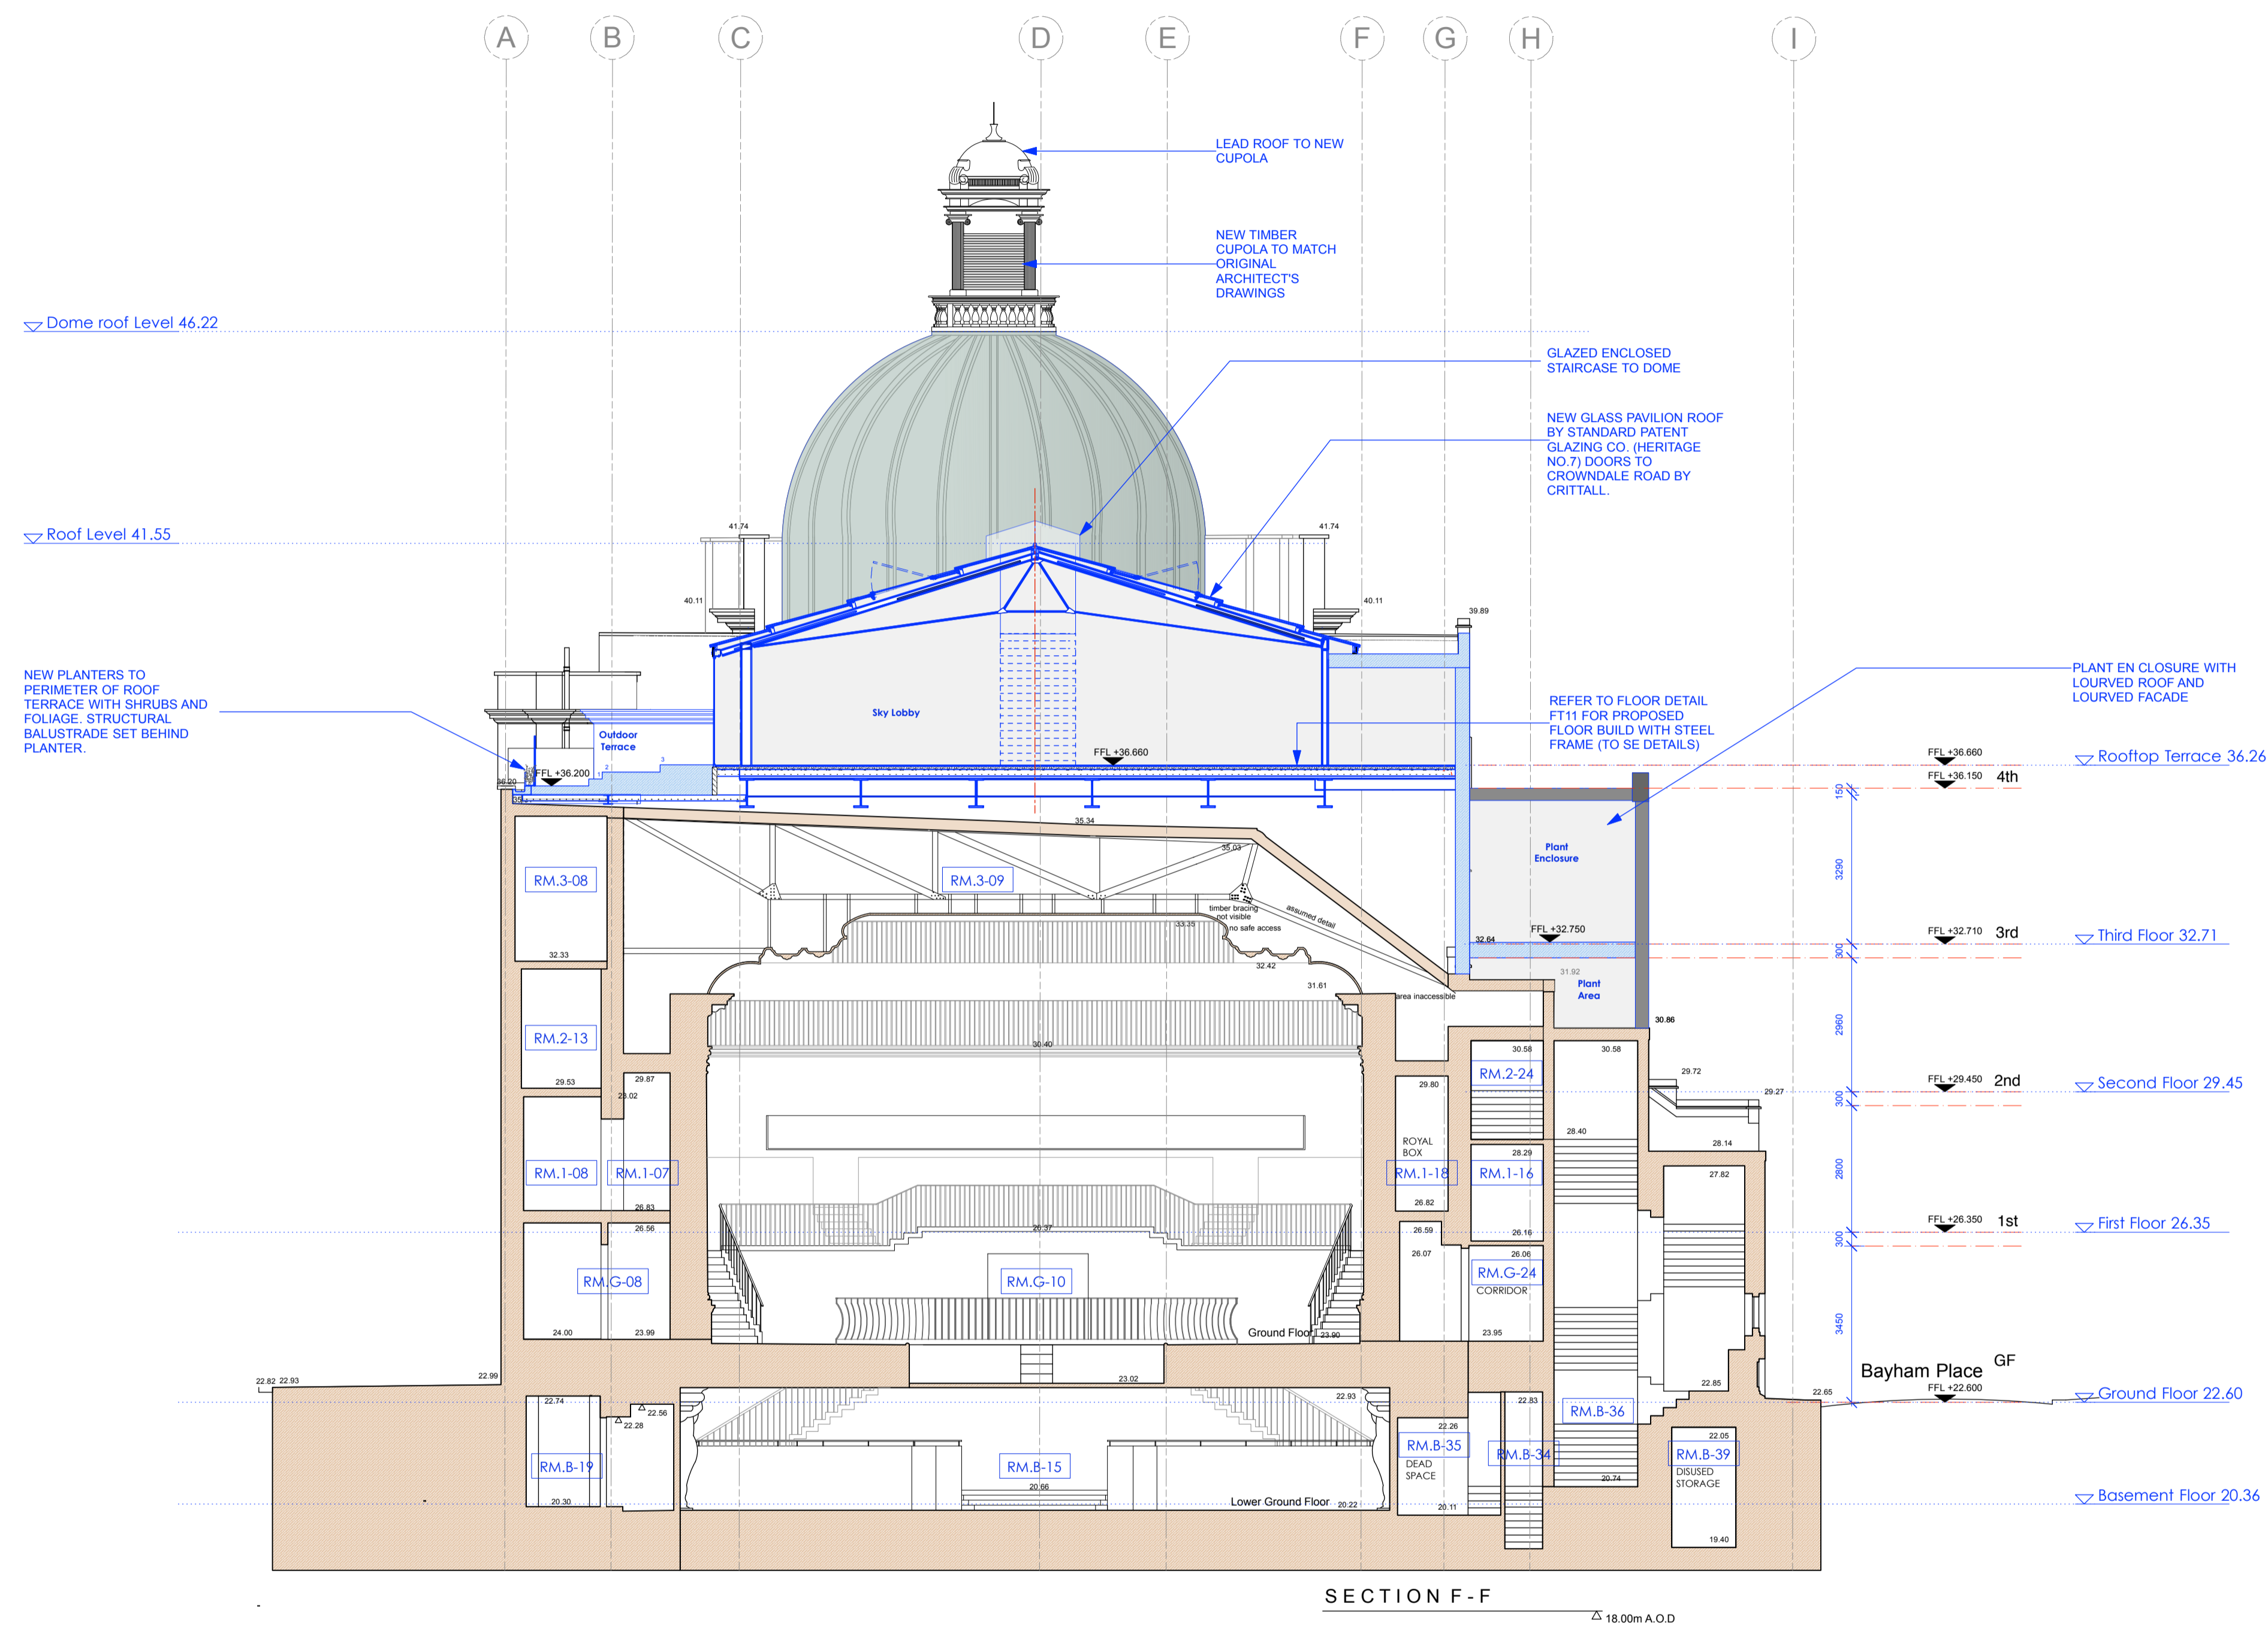 A
B
C
D
E
F
G
H
I
LEAD ROOF TO NEW
CUPOLA
NEW TIMBER
CUPOLA TO MATCH
ORIGINAL
ARCHITECT'S
DRAWINGS
Dome roof Level 46.22
GLAZED ENCLOSED
STAIRCASE TO DOME
NEW GLASS PAVILION ROOF
BY STANDARD PATENT
GLAZING CO. (HERITAGE
NO.7) DOORS TO
CROWNDALE ROAD BY
CRITTALL.
Roof Level 41.55
41.74
41.74
40.11
40.11
39.89
NEW PLANTERS TO
PERIMETER OF ROOF
TERRACE WITH SHRUBS AND
FOLIAGE. STRUCTURAL
BALUSTRADE SET BEHIND
PLANTER.
PLANT EN CLOSURE WITH
LOURVED ROOF AND
LOURVED FACADE
REFER TO FLOOR DETAIL
FT11 FOR PROPOSED
FLOOR BUILD WITH STEEL
FRAME (TO SE DETAILS)
Sky Lobby
Outdoor
Terrace
1
2
3
FFL +36.200
36.20
FFL +36.660
FFL +36.660
Rooftop Terrace 36.26
FFL +36.150 4th
150
35.34
35.03
Plant
Enclosure
3290
RM.3-08
RM.3-09
timber bracing
not visible
no safe access
assumed detail
33.35
FFL +32.750
32.64
FFL +32.710 3rd
Third Floor 32.71
300
32.33
32.42
31.92
31.61
Plant
Area
area inaccessible
30.86
2960
RM.2-13
30.40
30.58
30.58
RM.2-24
29.53
29.87
29.80
29.72
29.27
FFL +29.450 2nd
Second Floor 29.45
300
28.40
28.14
ROYAL
BOX
28.29
RM.1-08
RM.1-07
RM.1-18
RM.1-16
27.82
2800
26.83
26.82
26.56
26.37
26.59
26.16
FFL +26.350 1st
First Floor 26.35
300
26.07
26.06
RM.G-08
RM.G-10
RM.G-24
CORRIDOR
24.00
23.99
Ground Floor
23.90
23.95
3450
Bayham Place GF
FFL +22.600
Ground Floor 22.60
22.82 22.93
22.99
23.02
22.85
22.65
22.74
22.56
22.28
22.93
22.83
RM.B-36
22.26
22.05
RM.B-19
RM.B-15
RM.B-35
RM.B-34
RM.B-39
DEAD
SPACE
DISUSED
STORAGE
20.66
20.74
20.30
Lower Ground Floor 20.22
20.11
Basement Floor 20.36
19.40
SECTION F-F
18.00m A.O.D